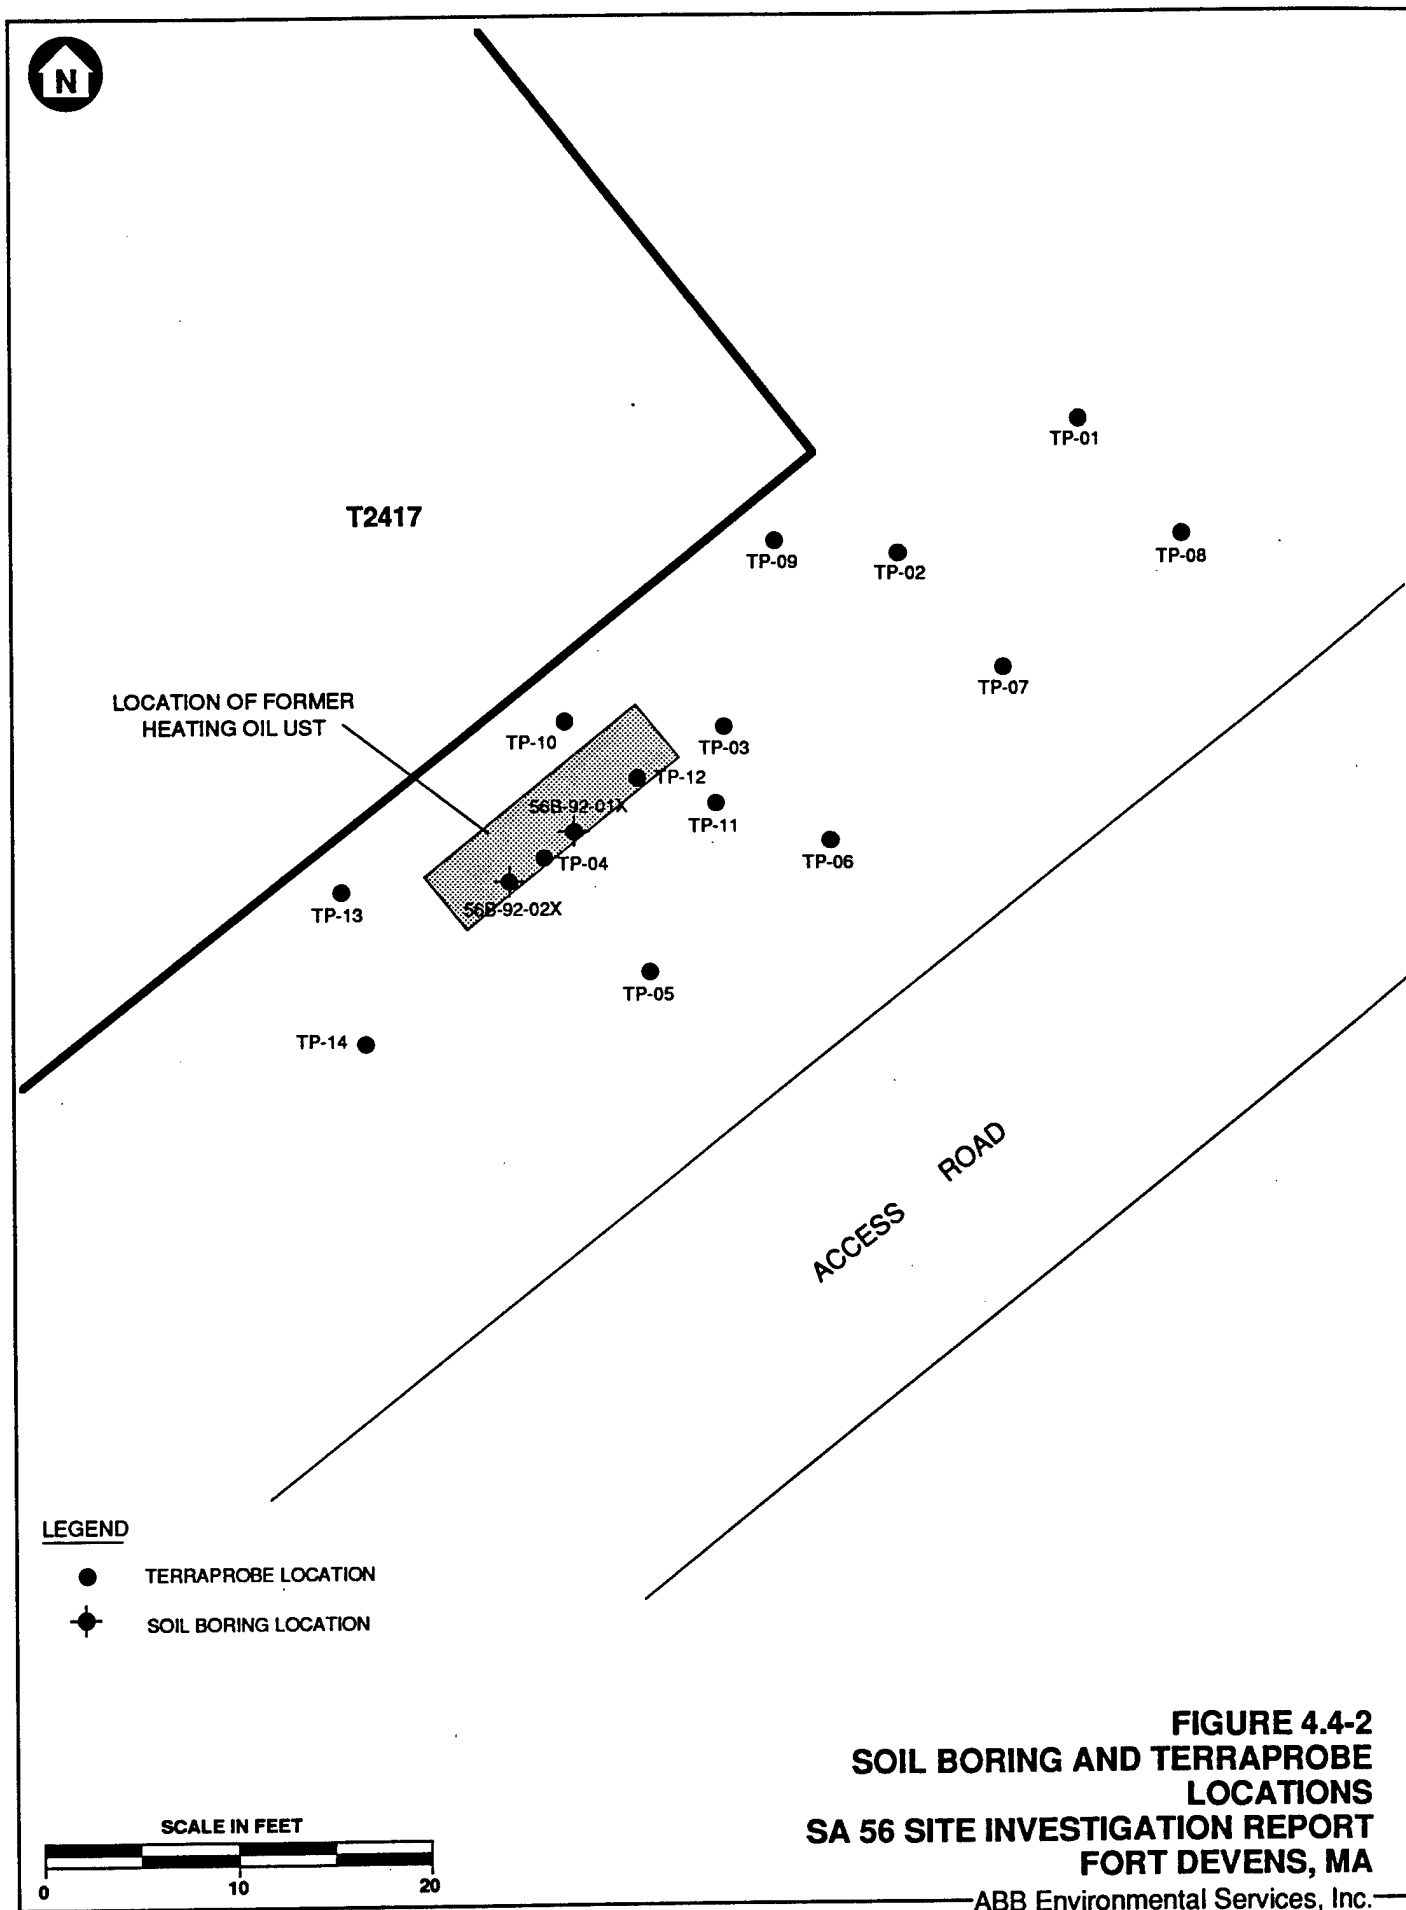 N
TP-01
T2417
TP-09
TP-02
TP-08
TP-07
LOCATION OF FORMER
HEATING OIL UST
TP-10
TP-03
TP-12
56B-92-01X
TP-11
TP-04
TP-06
TP-13
56B-92-02X
TP-05
TP-14
ACCESS ROAD
LEGEND
TERRAPROBE LOCATION
SOIL BORING LOCATION
FIGURE 4.4-2
SOIL BORING AND TERRAPROBE
LOCATIONS
SA 56 SITE INVESTIGATION REPORT
FORT DEVENS, MA
SCALE IN FEET
0 10 20
ABB Environmental Services, Inc.